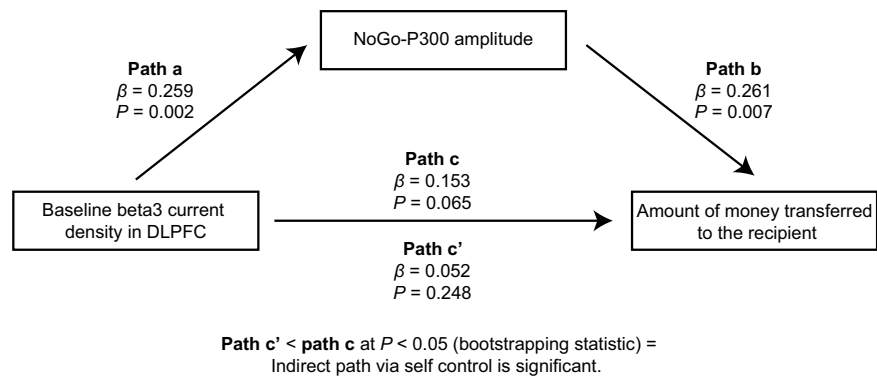 NoGo-P300 amplitude
Path a
β = 0.259
P = 0.002
Path b
β = 0.261
P = 0.007
Path c
β = 0.153
P = 0.065
Baseline beta3 current
density in DLPFC
Amount of money transferred
to the recipient
Path c’
β = 0.052
P = 0.248
Path c’ < path c at P < 0.05 (bootstrapping statistic) =
Indirect path via self control is significant.